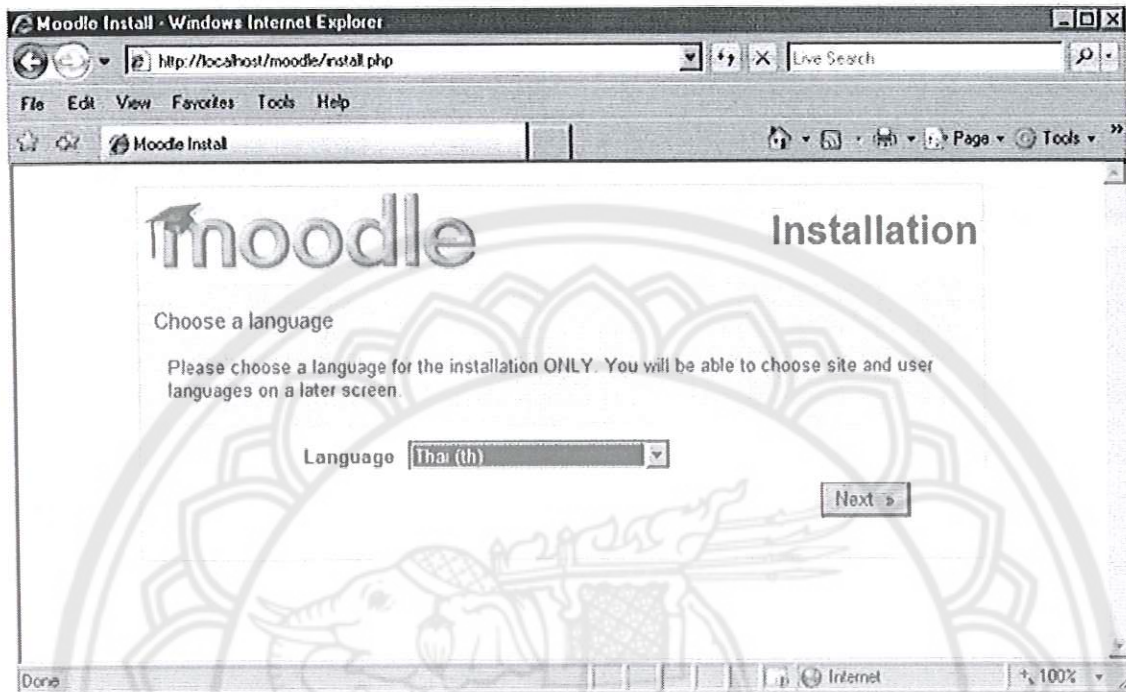 Moodle Install - Windows Internet Explorer
http://localhost/moodle/install.php
Live Search
File Edit View Favorites Tools Help
Moodle Install
Page Tools
moodle
Installation
Choose a language
Please choose a language for the installation ONLY. You will be able to choose site and user
languages on a later screen.
Language Thai (th)
Next »
Done
Internet
100%